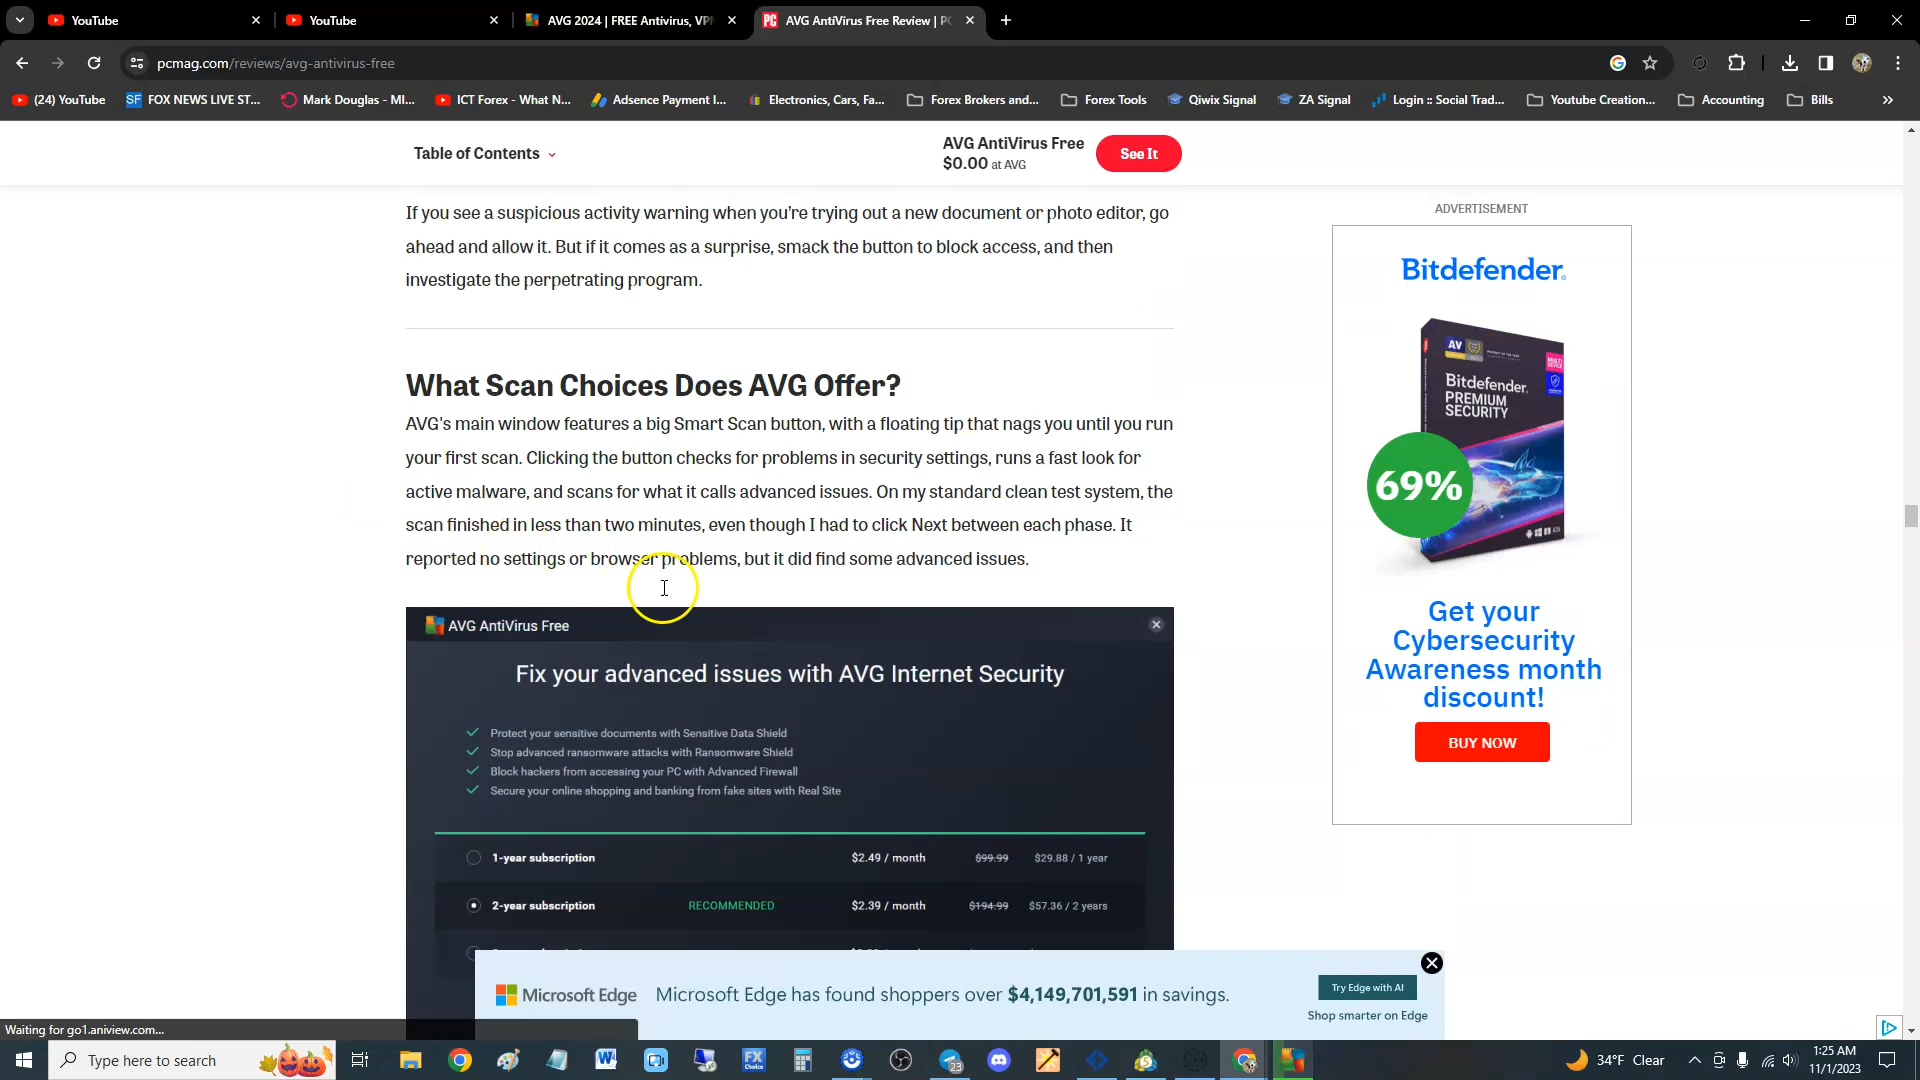 YouTube
YouTube
AVG 2024 | FREE Antivirus, VP
AVG AntiVirus Free Review | P
pcmag.com/reviews/avg-antivirus-free
(24) YouTube
FOX NEWS LIVE ST...
Mark Douglas - MI...
ICT Forex - What N...
Adsence Payment I...
Electronics, Cars, Fa...
Forex Brokers and...
Forex Tools
Qiwix Signal
ZA Signal
Login :: Social Trad...
Youtube Creation...
Accounting
Bills
Table of Contents
AVG AntiVirus Free
$0.00 at AVG
See It
If you see a suspicious activity warning when you're trying out a new document or photo editor, go
ahead and allow it. But if it comes as a surprise, smack the button to block access, and then
investigate the perpetrating program.
What Scan Choices Does AVG Offer?
AVG's main window features a big Smart Scan button, with a floating tip that nags you until you run
your first scan. Clicking the button checks for problems in security settings, runs a fast look for
active malware, and scans for what it calls advanced issues. On my standard clean test system, the
scan finished in less than two minutes, even though I had to click Next between each phase. It
reported no settings or browser problems, but it did find some advanced issues.
AVG AntiVirus Free
Fix your advanced issues with AVG Internet Security
Protect your sensitive documents with Sensitive Data Shield
Stop advanced ransomware attacks with Ransomware Shield
Block hackers from accessing your PC with Advanced Firewall
Secure your online shopping and banking from fake sites with Real Site
1-year subscription $2.49 / month $99.99 $29.88 / 1 year
2-year subscription RECOMMENDED $2.39 / month $194.99 $57.36 / 2 years
ADVERTISEMENT
Bitdefender
AV
Bitdefender
PREMIUM
SECURITY
69%
Get your
Cybersecurity
Awareness month
discount!
BUY NOW
Microsoft Edge
Microsoft Edge has found shoppers over $4,149,701,591 in savings.
Try Edge with AI
Shop smarter on Edge
Waiting for go1.aniview.com...
Type here to search
FX
Choice
23
34°F Clear
1:25 AM
11/1/2023